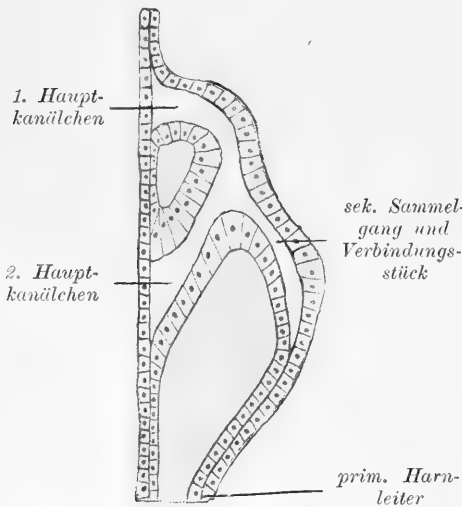 1. Haupt-
kanälchen
sek. Sammel-
gang und
Verbindungs-
stück
2. Haupt-
kanälchen
prim. Harn-
leiter